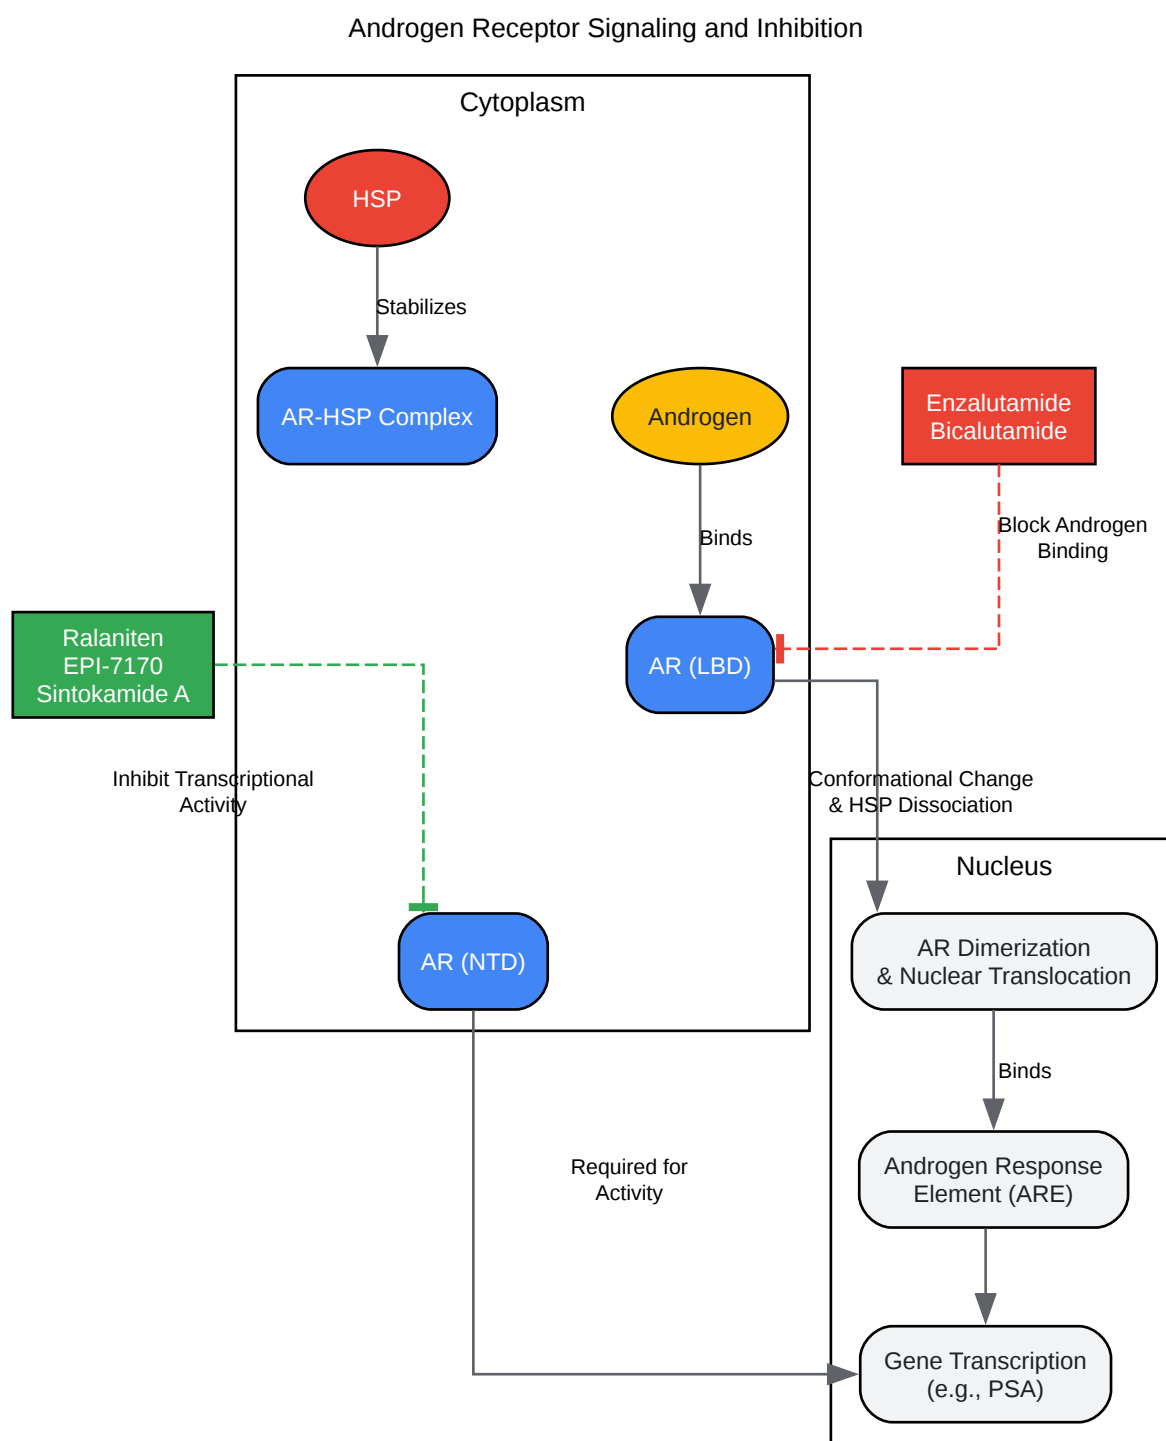 Androgen Receptor Signaling and Inhibition
Cytoplasm
HSP
Stabilizes
AR-HSP Complex
Androgen
Enzalutamide
Bicalutamide
Binds
Block Androgen
Binding
Ralaniten
EPI-7170
Sintokamide A
AR (LBD)
Inhibit Transcriptional
Activity
Conformational Change
& HSP Dissociation
Nucleus
AR (NTD)
AR Dimerization
& Nuclear Translocation
Binds
Required for
Activity
Androgen Response
Element (ARE)
Gene Transcription
(e.g., PSA)